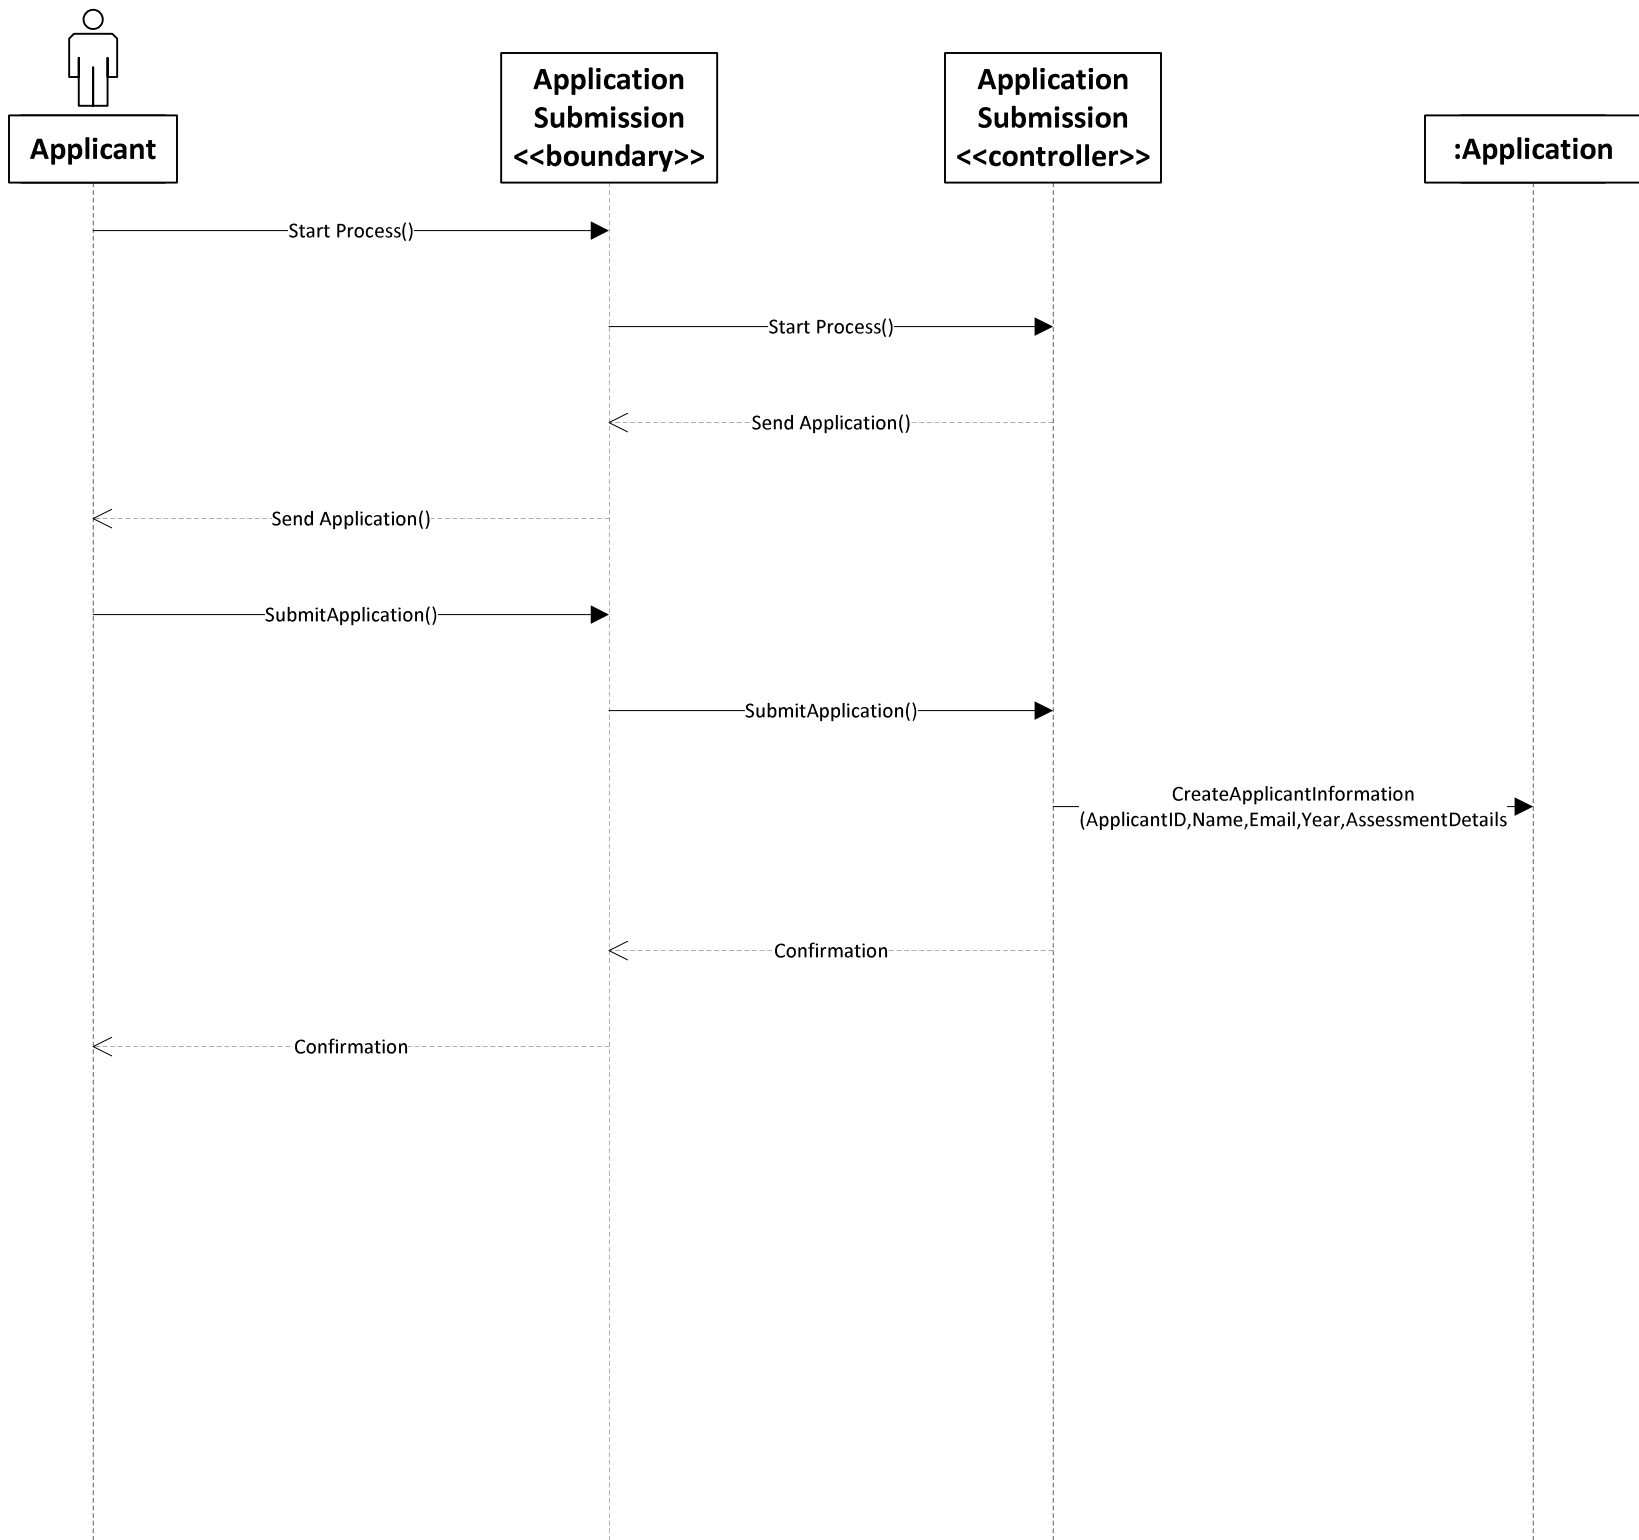 Applicant
Application
Submission
<<boundary>>
Application
Submission
<<controller>>
:Application
Start Process()
Start Process()
Send Application()
Send Application()
SubmitApplication()
SubmitApplication()
CreateApplicantInformation
(ApplicantID,Name,Email,Year,AssessmentDetails
Confirmation
Confirmation